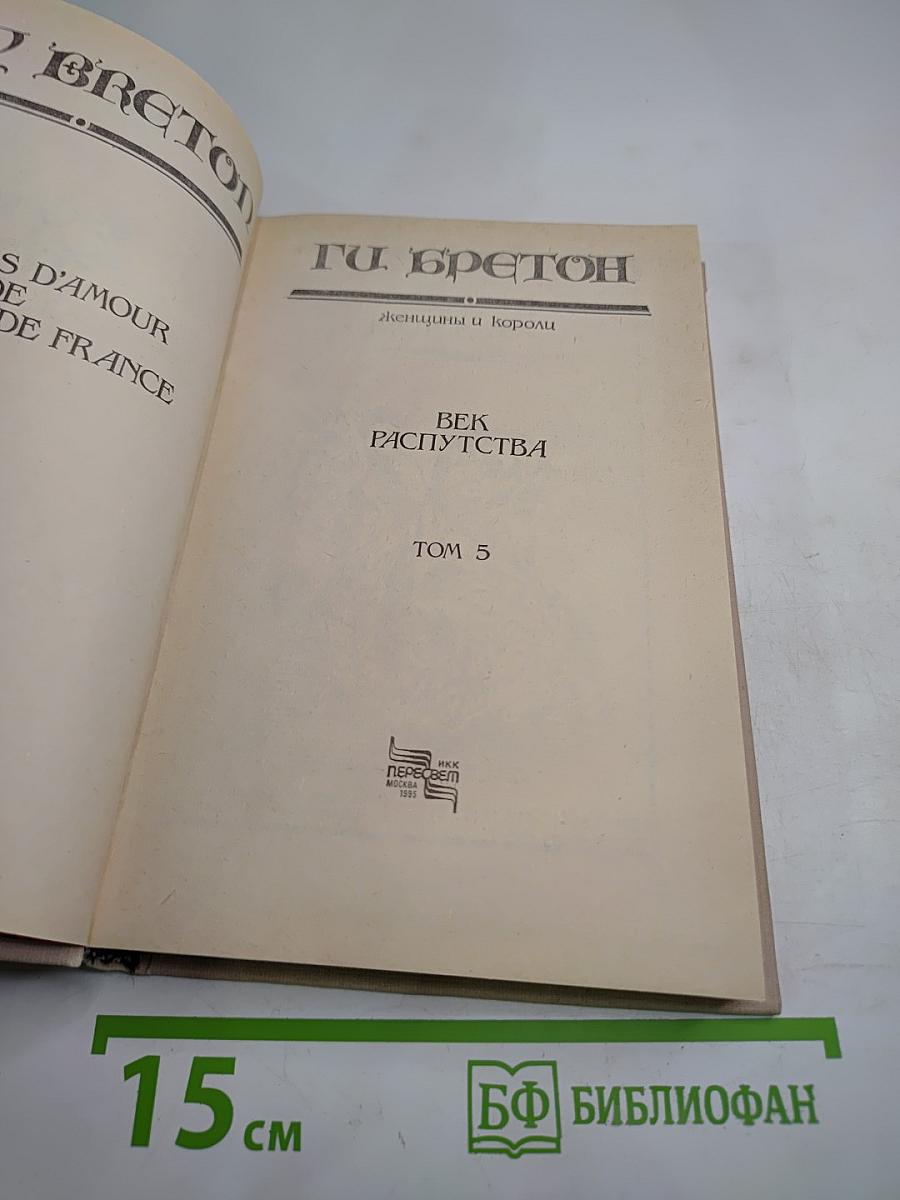 BRETON
S D'AMOUR
DE
DE FRANCE
ГИ БРЕТОН
женщины и короли
ВЕК
РАСПУТСТВА
ТОМ 5
ИКК
ПЕРЕСВЕТ
МОСКВА
1995
15 см
БФ БИБЛИОФАН